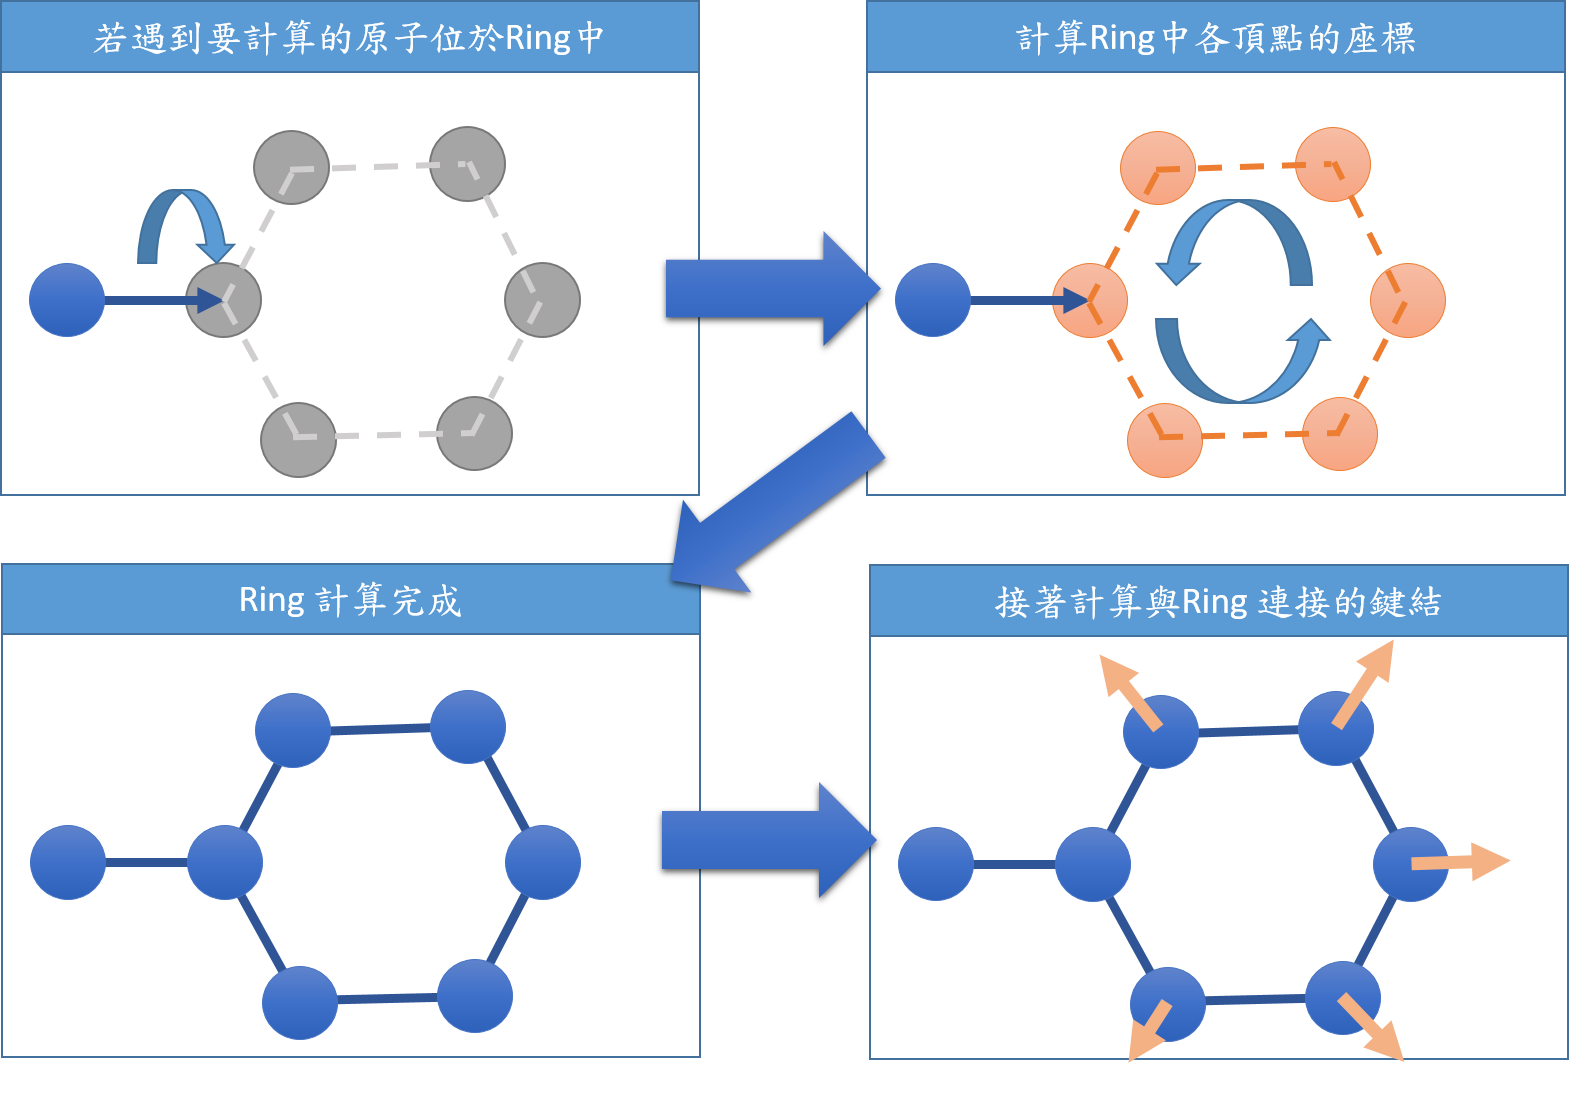 若遇到要計算的原子位於Ring中
計算Ring中各頂點的座標
Ring 計算完成
接著計算與Ring 連接的鍵結